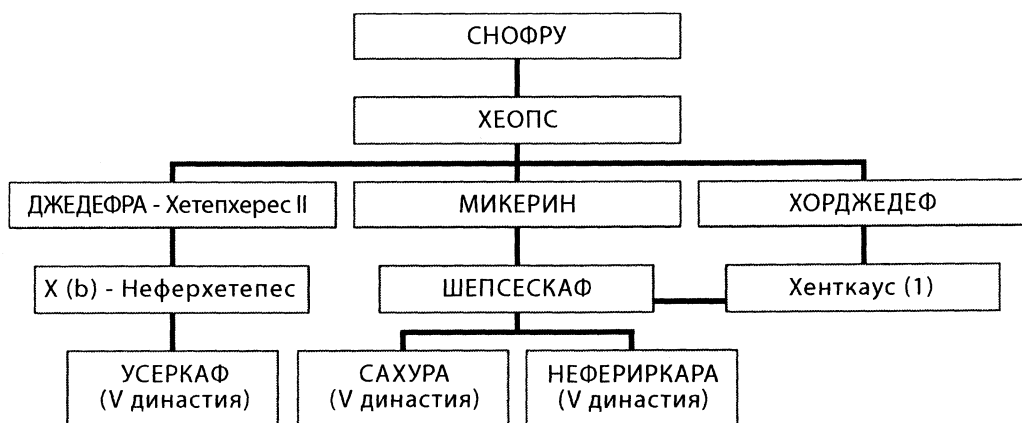 СНОФРУ
ХЕОПС
ДЖЕДЕФРА - Хетепхерес II
МИКЕРИН
ХОРДЖЕДЕФ
X (b) - Неферхетепес
ШЕПСЕСКАФ
Хенткаус (1)
УСЕРКАФ
(V династия)
САХУРА
(V династия)
НЕФЕРИРКАРА
(V династия)